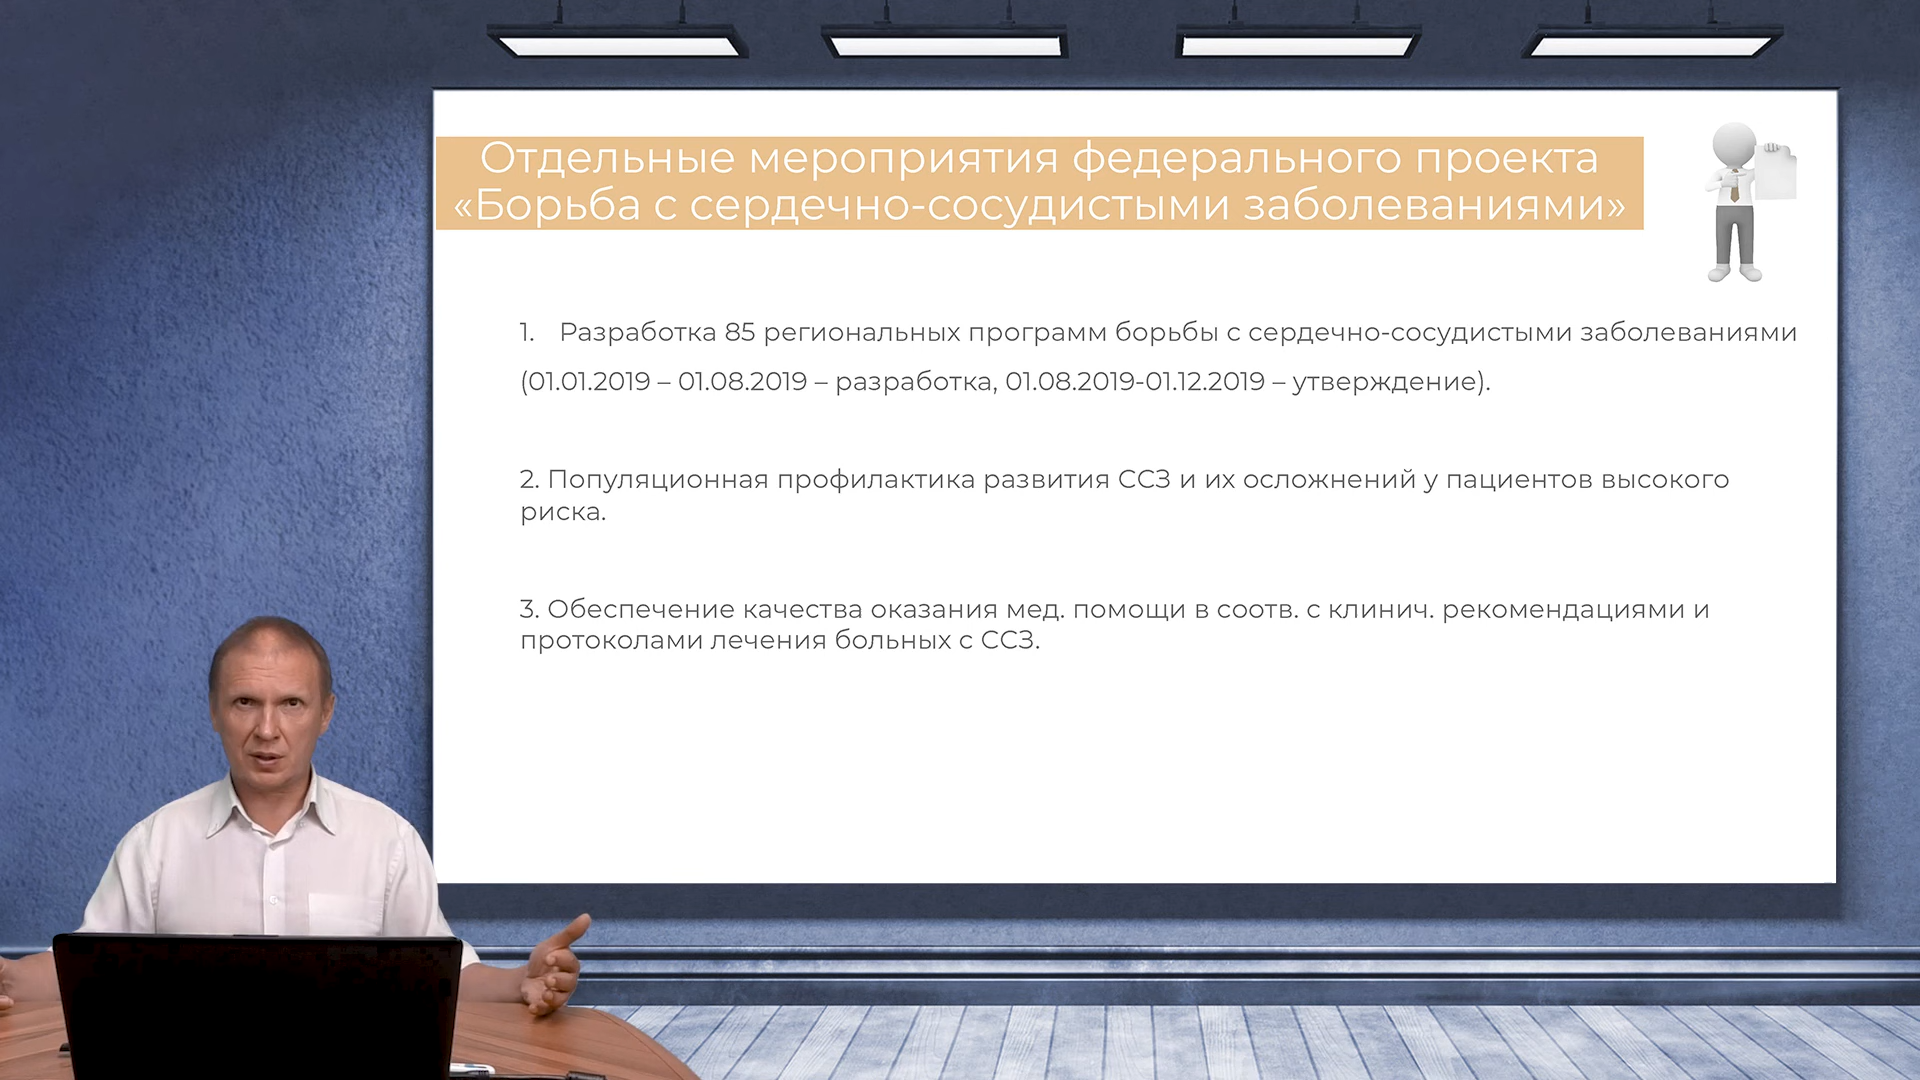 Отдельные мероприятия федерального проекта
«Борьба с сердечно-сосудистыми заболеваниями»
1. Разработка 85 региональных программ борьбы с сердечно-сосудистыми заболеваниями
(01.01.2019 – 01.08.2019 – разработка, 01.08.2019-01.12.2019 – утверждение).
2. Популяционная профилактика развития ССЗ и их осложнений у пациентов высокого
риска.
3. Обеспечение качества оказания мед. помощи в соотв. с клинич. рекомендациями и
протоколами лечения больных с ССЗ.